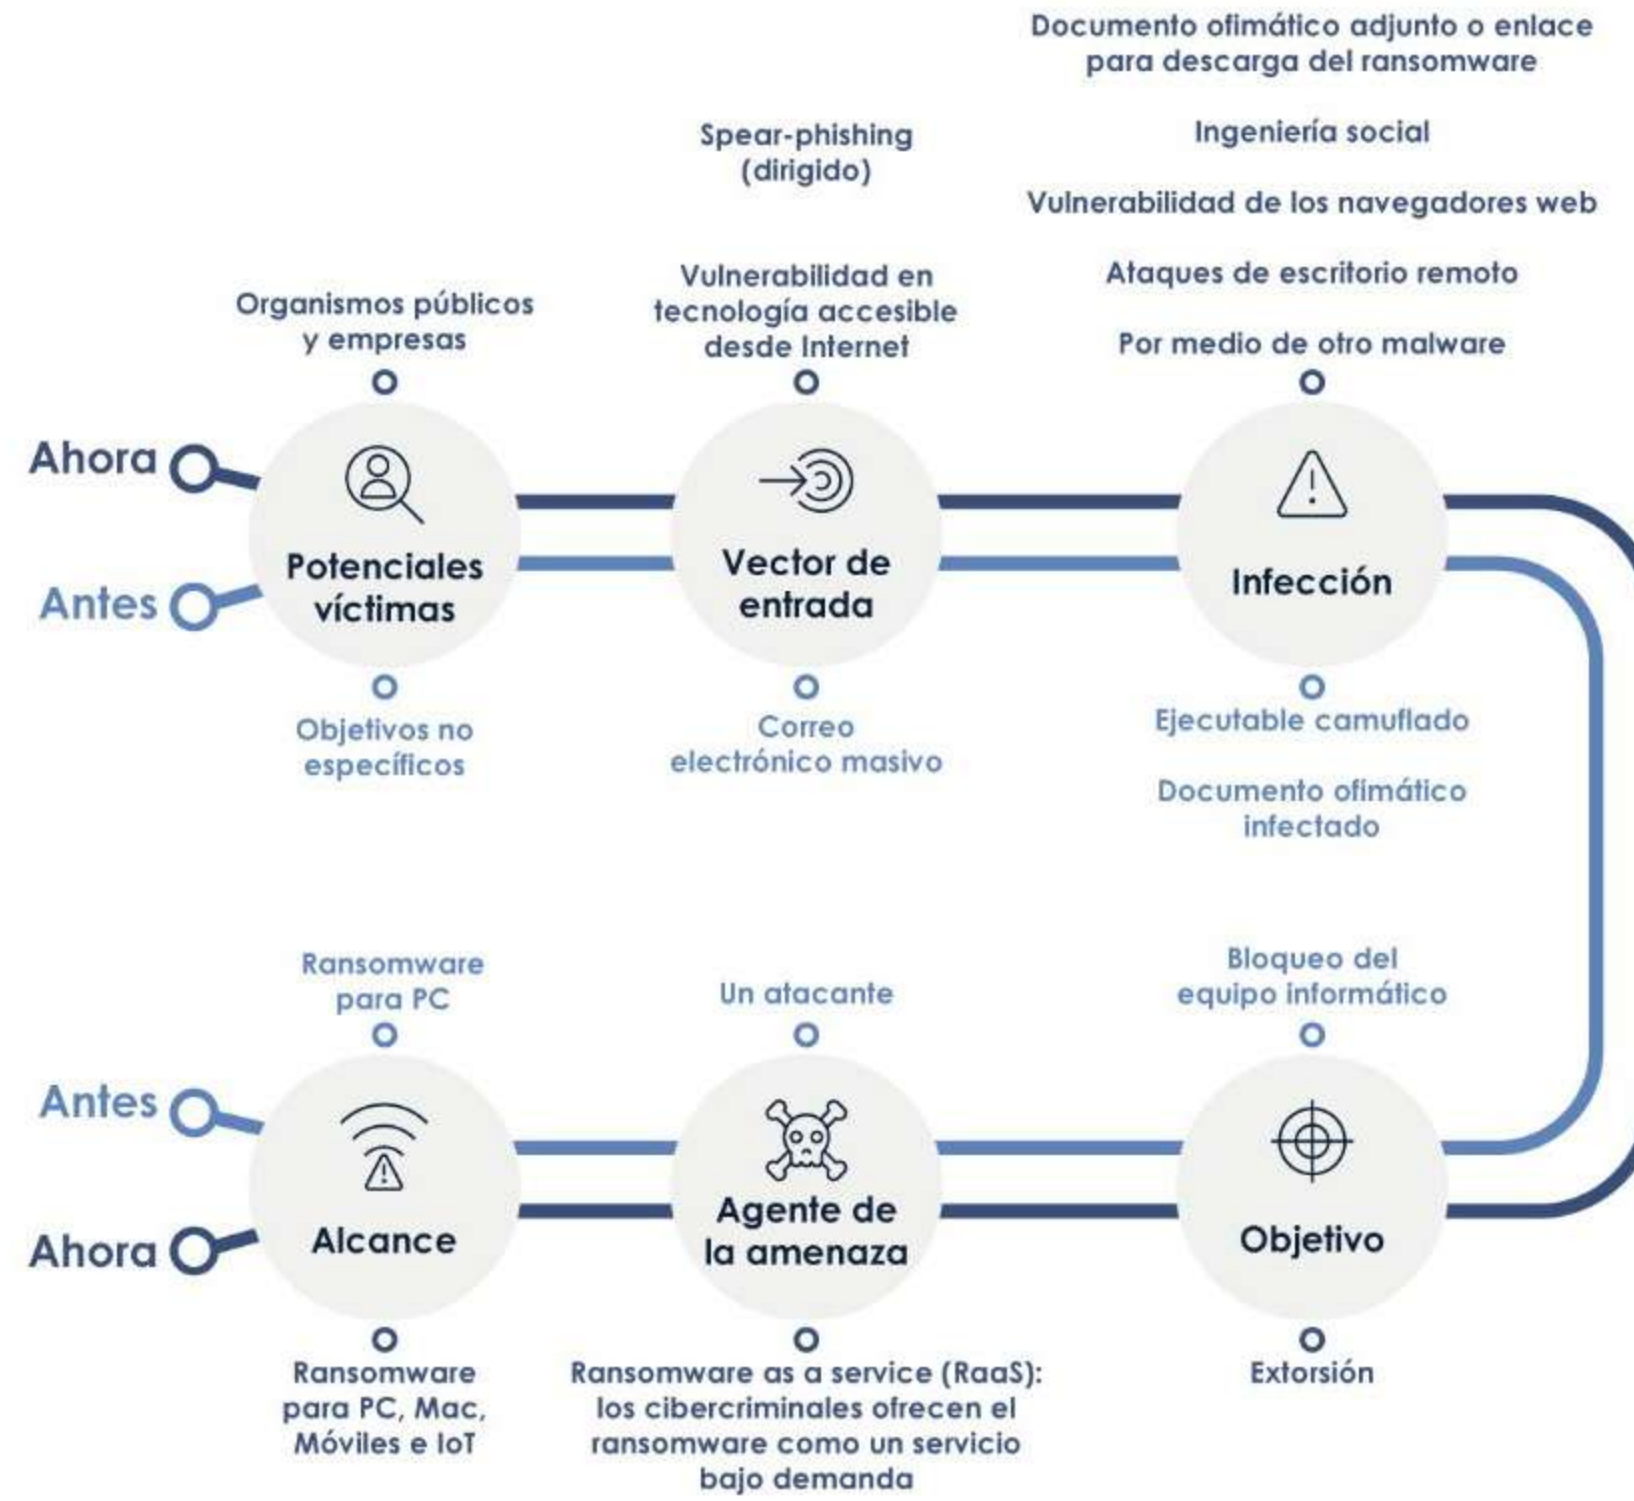 Documento ofimático adjunto o enlace
para descarga del ransomware
Ingeniería social
Vulnerabilidad de los navegadores web
Ataques de escritorio remoto
Por medio de otro malware
Spear-phishing
(dirigido)
Vulnerabilidad en
tecnología accesible
desde Internet
Organismos públicos
y empresas
Ahora
Antes
Potenciales
víctimas
Vector de
entrada
Infección
Objetivos no
específicos
Correo
electrónico masivo
Ejecutable camuflado
Documento ofimático
infectado
Ransomware
para PC
Un atacante
Bloqueo del
equipo informático
Antes
Ahora
Alcance
Agente de
la amenaza
Objetivo
Ransomware
para PC, Mac,
Móviles e IoT
Ransomware as a service (RaaS):
los cibercriminales ofrecen el
ransomware como un servicio
bajo demanda
Extorsión